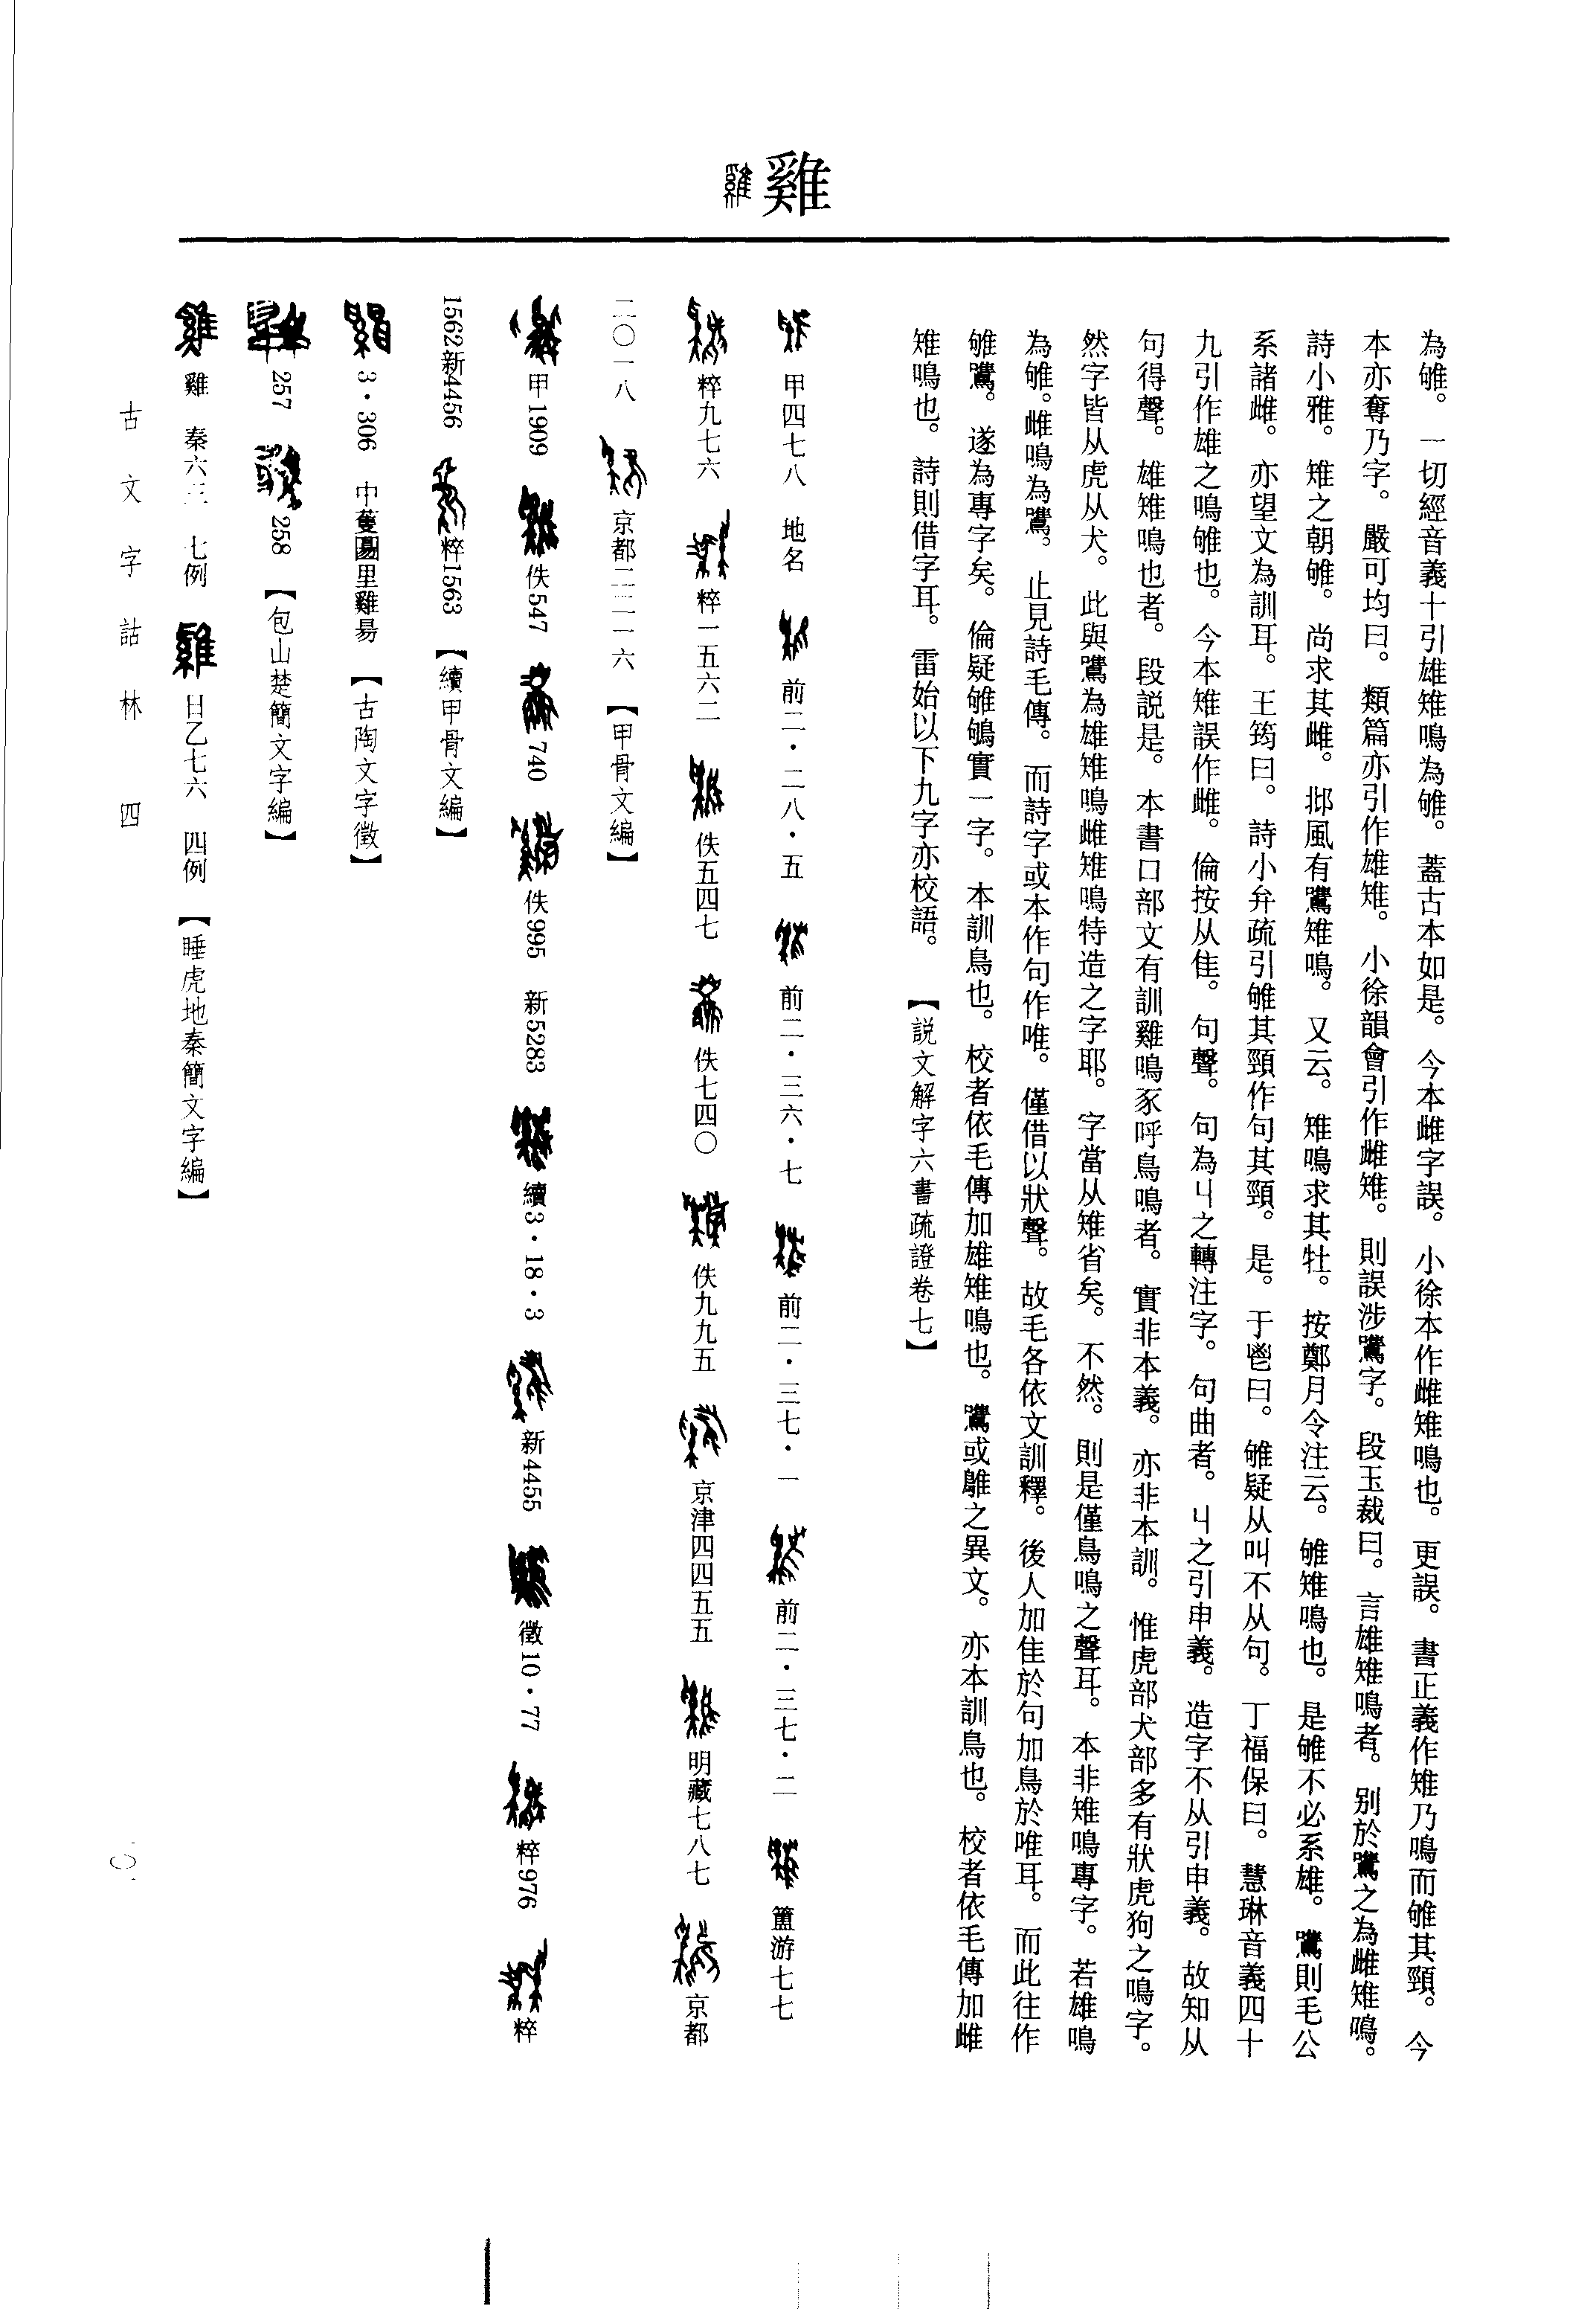 雞
為雊。一切經音義十引雄雉鳴為雊。蓋古本如是。今本雌字誤。小徐本作雌雉鳴也。更誤。書正義作雉乃鳴而雊其頸。今
本亦奪乃字。嚴可均曰。類篇亦引作雄雉。小徐韻會引作雌雉。則誤涉鷕字。段玉裁曰。言雄雉鳴者。別於鷕之為雌雉鳴。
詩小雅。雉之朝雊。尚求其雌。邶風有鷕雉鳴。又云。雉鳴求其牡。按鄭月令注云。雊雉鳴也。是雊不必系雄。鷕則毛公
系諸雌。亦望文為訓耳。王筠曰。詩小弁疏引雊其頸作句其頸。是。于鬯曰。雊疑从叫不从句。丁福保曰。慧琳音義四十
九引作雄之鳴雊也。今本雉誤作雌。倫按从隹。句聲。句為丩之轉注字。句曲者。丩之引申義。造字不从引申義。故知从
句得聲。雄雉鳴也者。段説是。本書口部文有訓雞鳴豕呼鳥鳴者。實非本義。亦非本訓。惟虎部犬部多有狀虎狗之鳴字。
然字皆从虎从犬。此與鷕為雄雉鳴雌雉鳴特造之字耶。字當从雉省矣。不然。則是僅鳥鳴之聲耳。本非雉鳴專字。若雄鳴
為雊。雌鳴為鷕。止見詩毛傳。而詩字或本作句作唯。僅借以狀聲。故毛各依文訓釋。後人加隹於句加鳥於唯耳。而此往作
雊鷕。遂為專字矣。倫疑雊鴝實一字。本訓鳥也。校者依毛傳加雄雉鳴也。鷕或雖之異文。亦本訓鳥也。校者依毛傳加雌
雉鳴也。詩則借字耳。雷始以下九字亦校語。【説文解字六書疏證卷七】
甲四七八 地名 前二・二八・五 前二・三六・七 前二・三七・一 前二・三七・二 簠游七七
粹九七六 粹一五六二 佚五四七 佚七四〇 佚九九五 京津四四五五 明藏七八七 京都
二〇一八 京都二二一六 【甲骨文編】
甲1909 佚547 740 佚995 新5283 續3・18・3 新4455 徵10・77 粹976 粹
1562新4456 粹1563 【續甲骨文編】
3・306 中蒦里雞昜 【古陶文字徵】
257 258 【包山楚簡文字編】
雞 秦六三 七例 日乙七六 四例 【睡虎地秦簡文字編】
古文字詁林 四